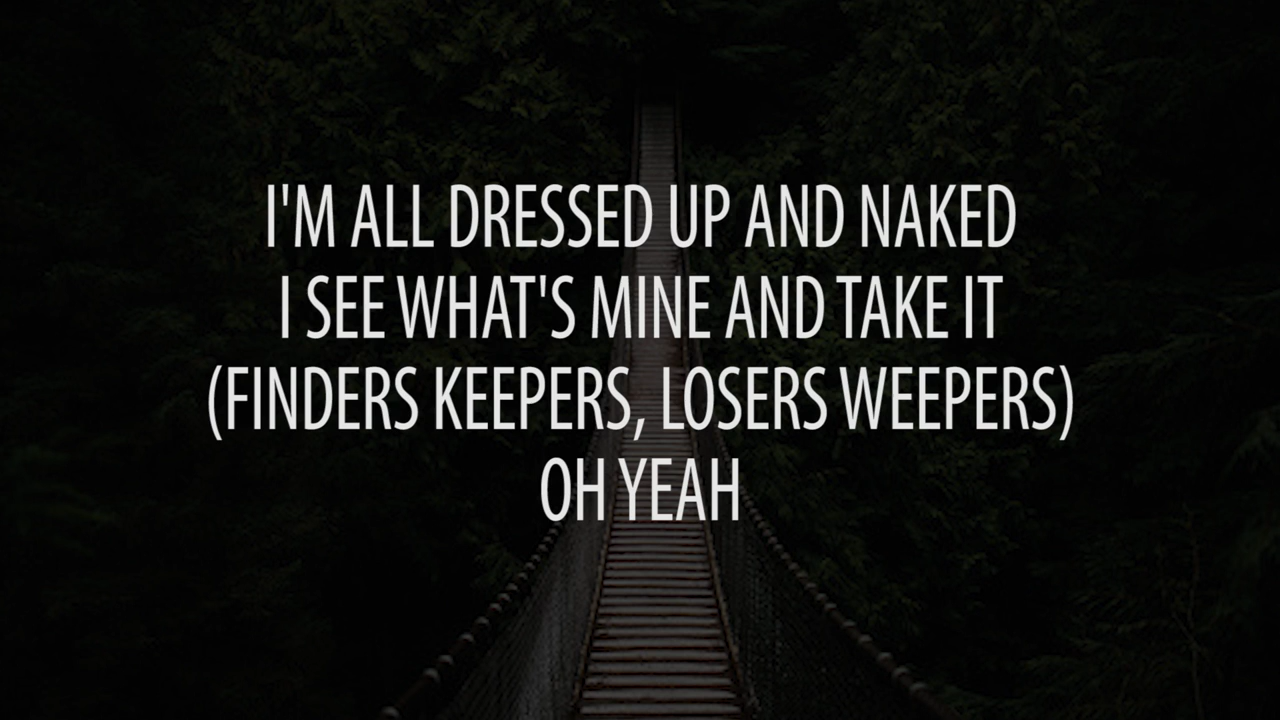 I'M ALL DRESSED UP AND NAKED
I SEE WHAT'S MINE AND TAKE IT
(FINDERS KEEPERS, LOSERS WEEPERS)
OH YEAH